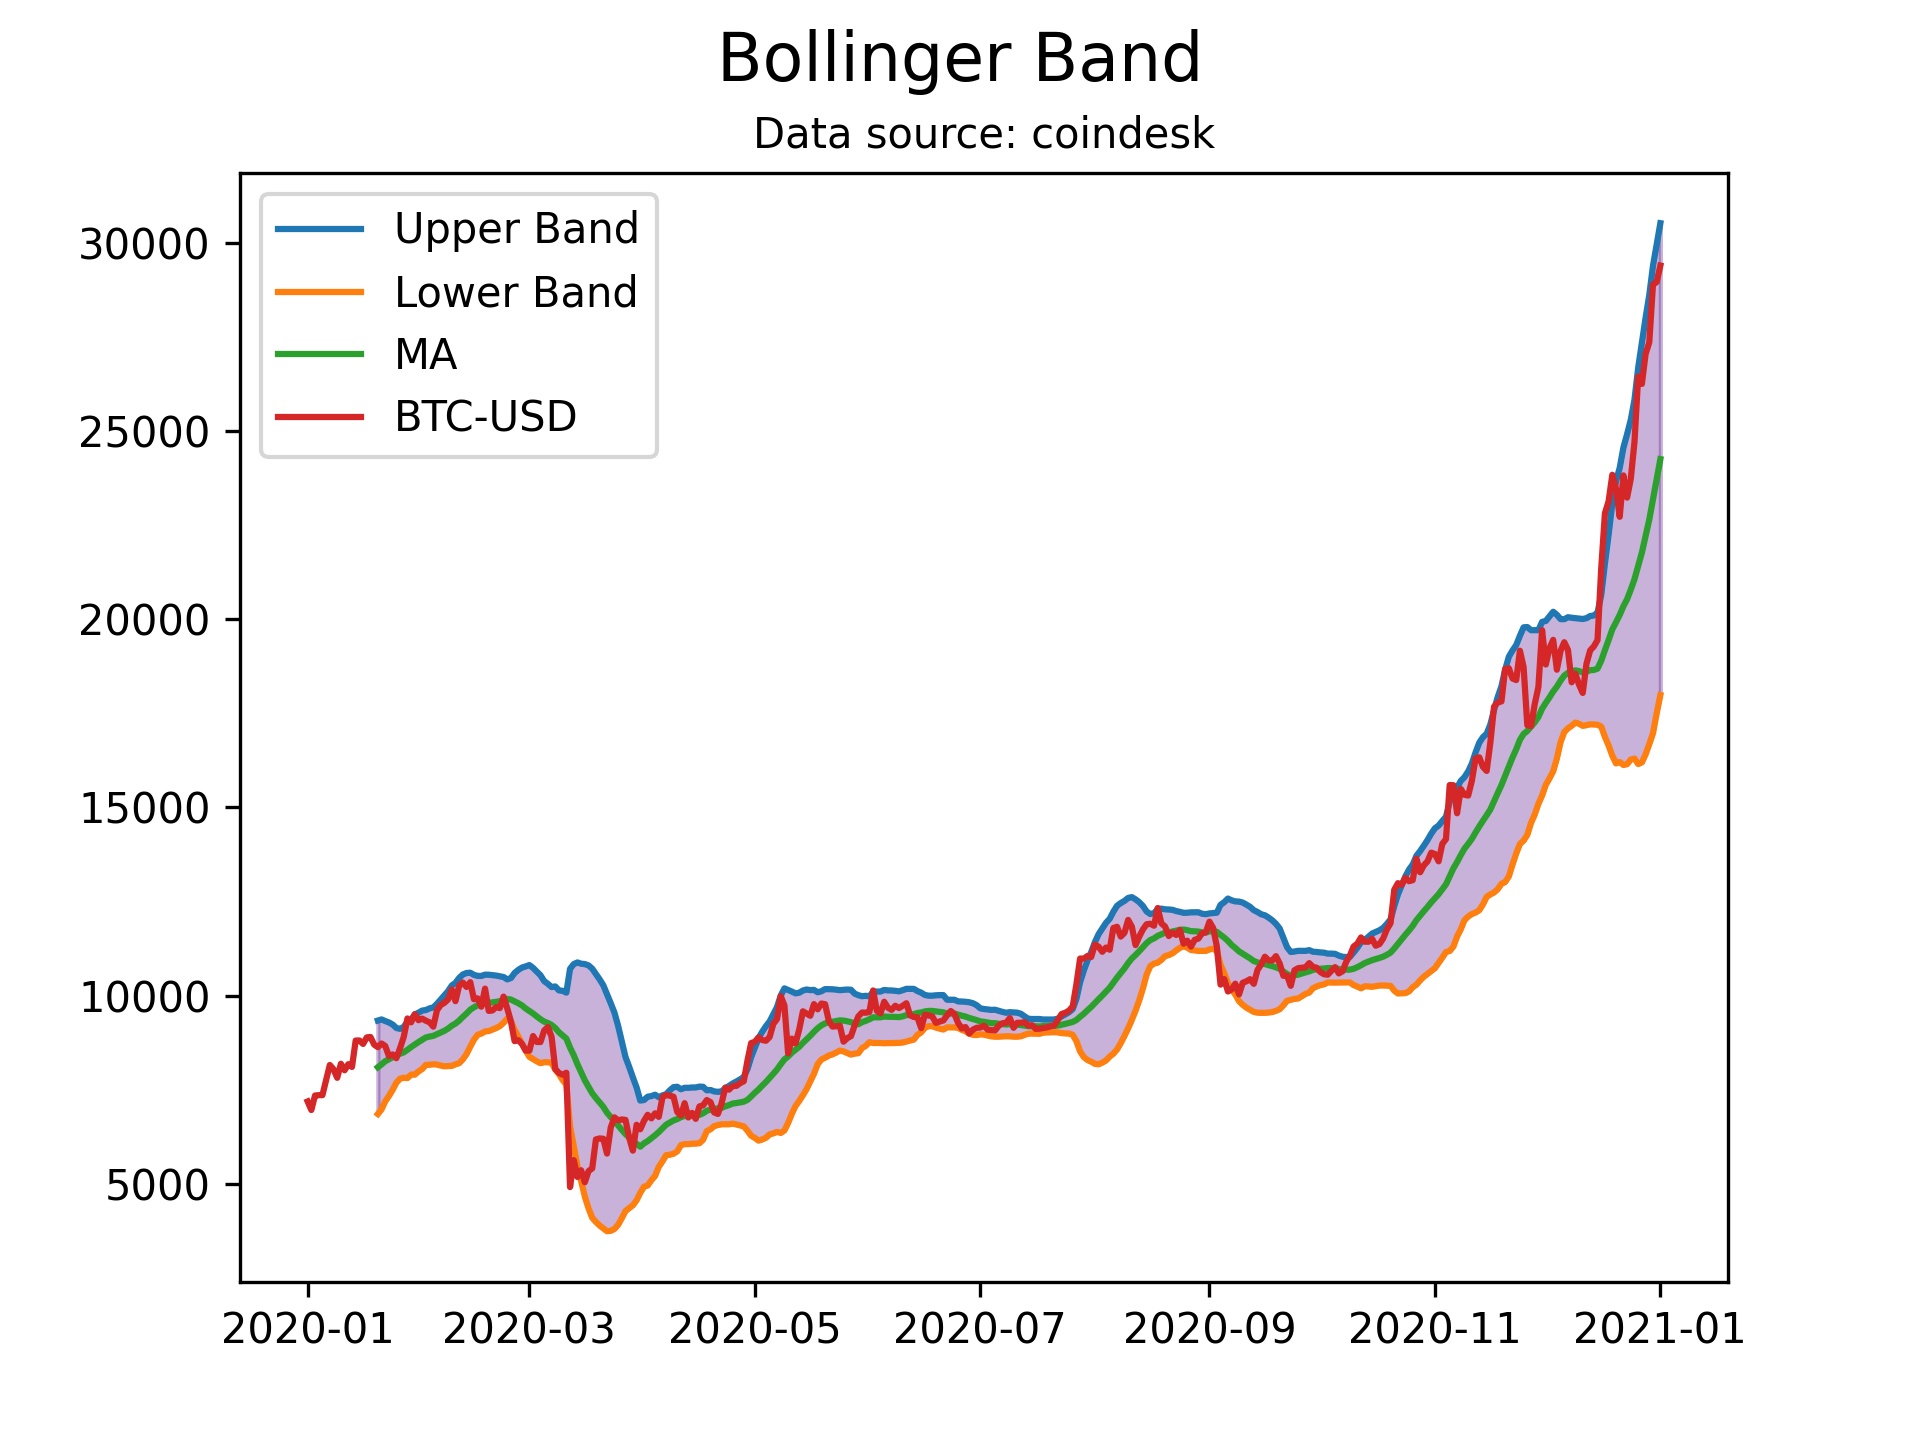 Bollinger Band
Data source: coindesk
Upper Band
Lower Band
MA
BTC-USD
30000
25000
20000
15000
10000
5000
2020-01 2020-03 2020-05 2020-07 2020-09 2020-11 2021-01